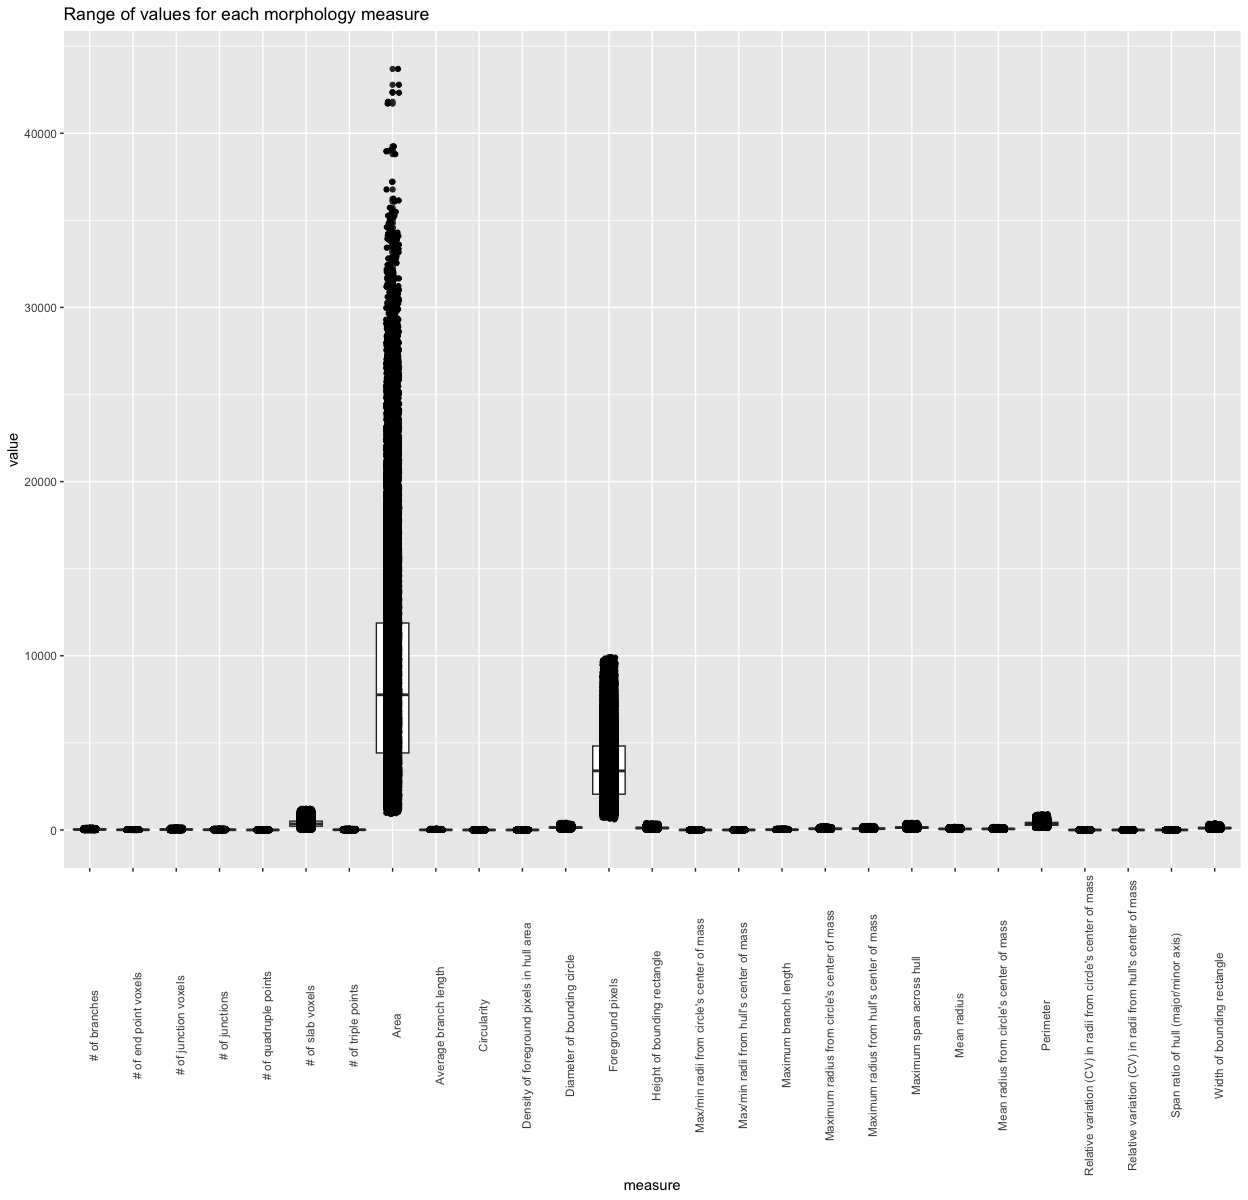 Range of values for each morphology measure
40000
30000
20000
10000
0
value
# of branches
# of end point voxels
# of junction voxels
# of junctions
# of quadruple points
# of slab voxels
# of triple points
Area
Average branch length
Circularity
Density of foreground pixels in hull area
Diameter of bounding circle
Foreground pixels
Height of bounding rectangle
Max/min radii from circle's center of mass
Max/min radii from hull's center of mass
Maximum branch length
Maximum radius from circle's center of mass
Maximum radius from hull's center of mass
Maximum span across hull
Mean radius
Mean radius from circle's center of mass
Perimeter
Relative variation (CV) in radii from circle's center of mass
Relative variation (CV) in radii from hull's center of mass
Span ratio of hull (major/minor axis)
Width of bounding rectangle
measure